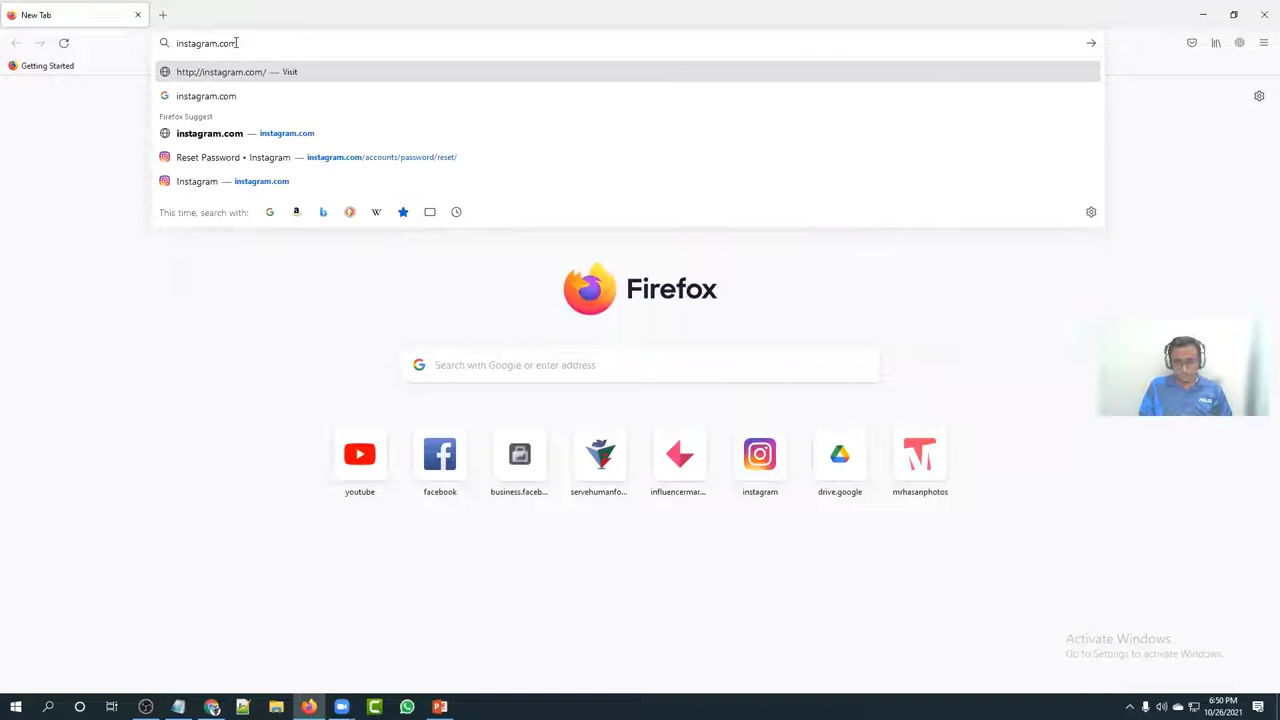 New Tab
instagram.com
Getting Started
http://instagram.com/ — Visit
instagram.com
Firefox Suggest
instagram.com — instagram.com
Reset Password • Instagram — instagram.com/accounts/password/reset/
Instagram — instagram.com
This time, search with:
Firefox
Search with Google or enter address
youtube
facebook
business.faceb...
servehumanfo...
influencermar...
instagram
drive.google
mrhasanphotos
ASUS
Activate Windows
Go to Settings to activate Windows.
6:50 PM
10/26/2021